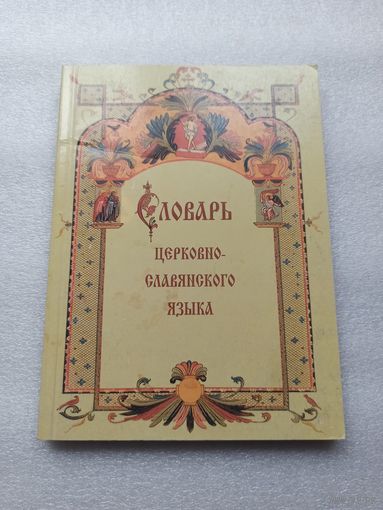 Словарь
церковно-
славянского
языка